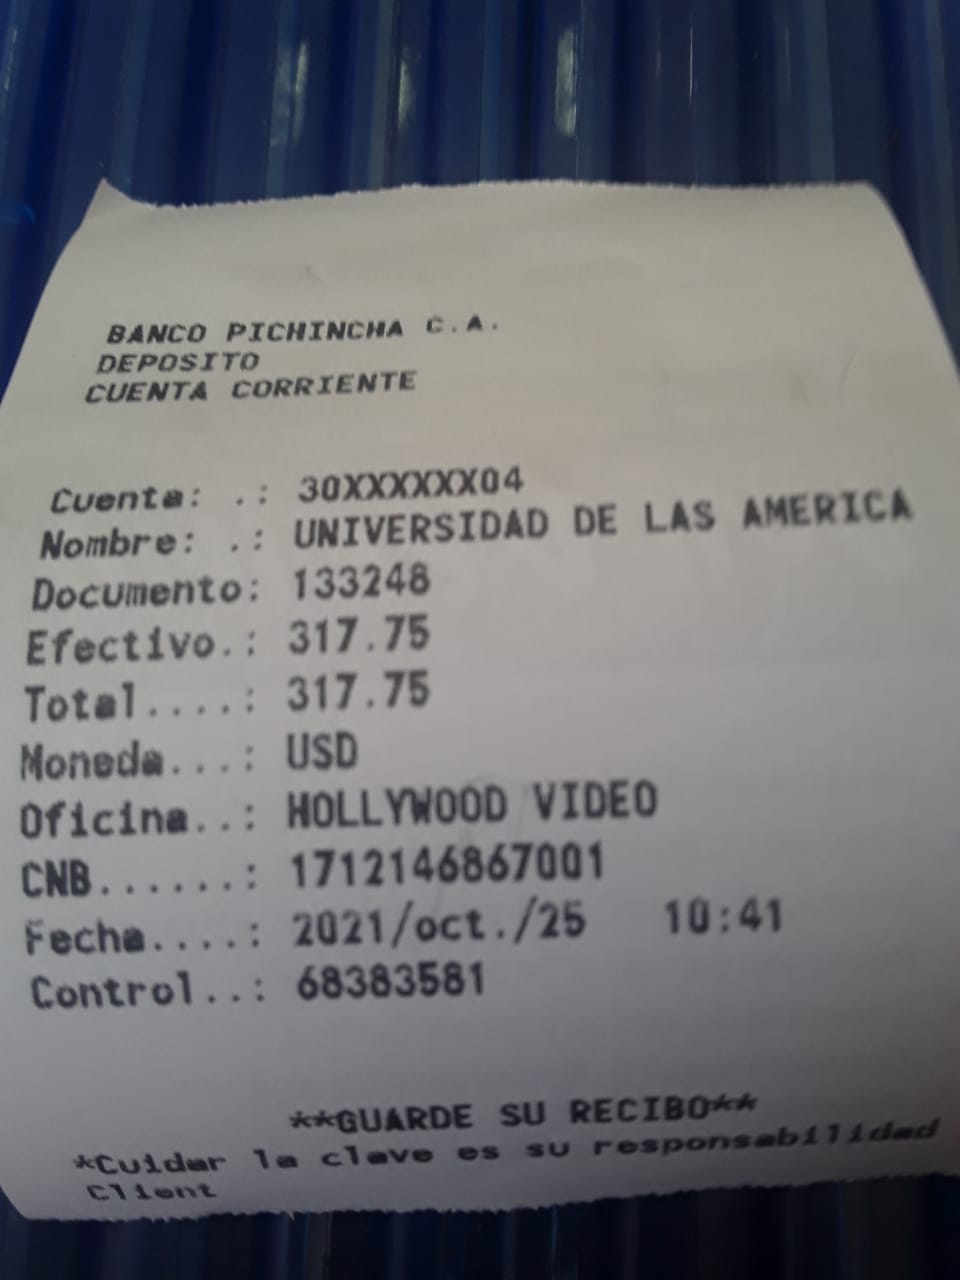 BANCO PICHINCHA C.A.
DEPOSITO
CUENTA CORRIENTE
Cuenta: .: 30XXXXXX04
Nombre: .: UNIVERSIDAD DE LAS AMERICA
Documento: 133248
Efectivo.: 317.75
Total....: 317.75
Moneda...: USD
Oficina..: HOLLYWOOD VIDEO
CNB......: 1712146867001
Fecha....: 2021/oct./25 10:41
Control..: 68383581
**GUARDE SU RECIBO**
*Cuidar la clave es su responsabilidad
Client